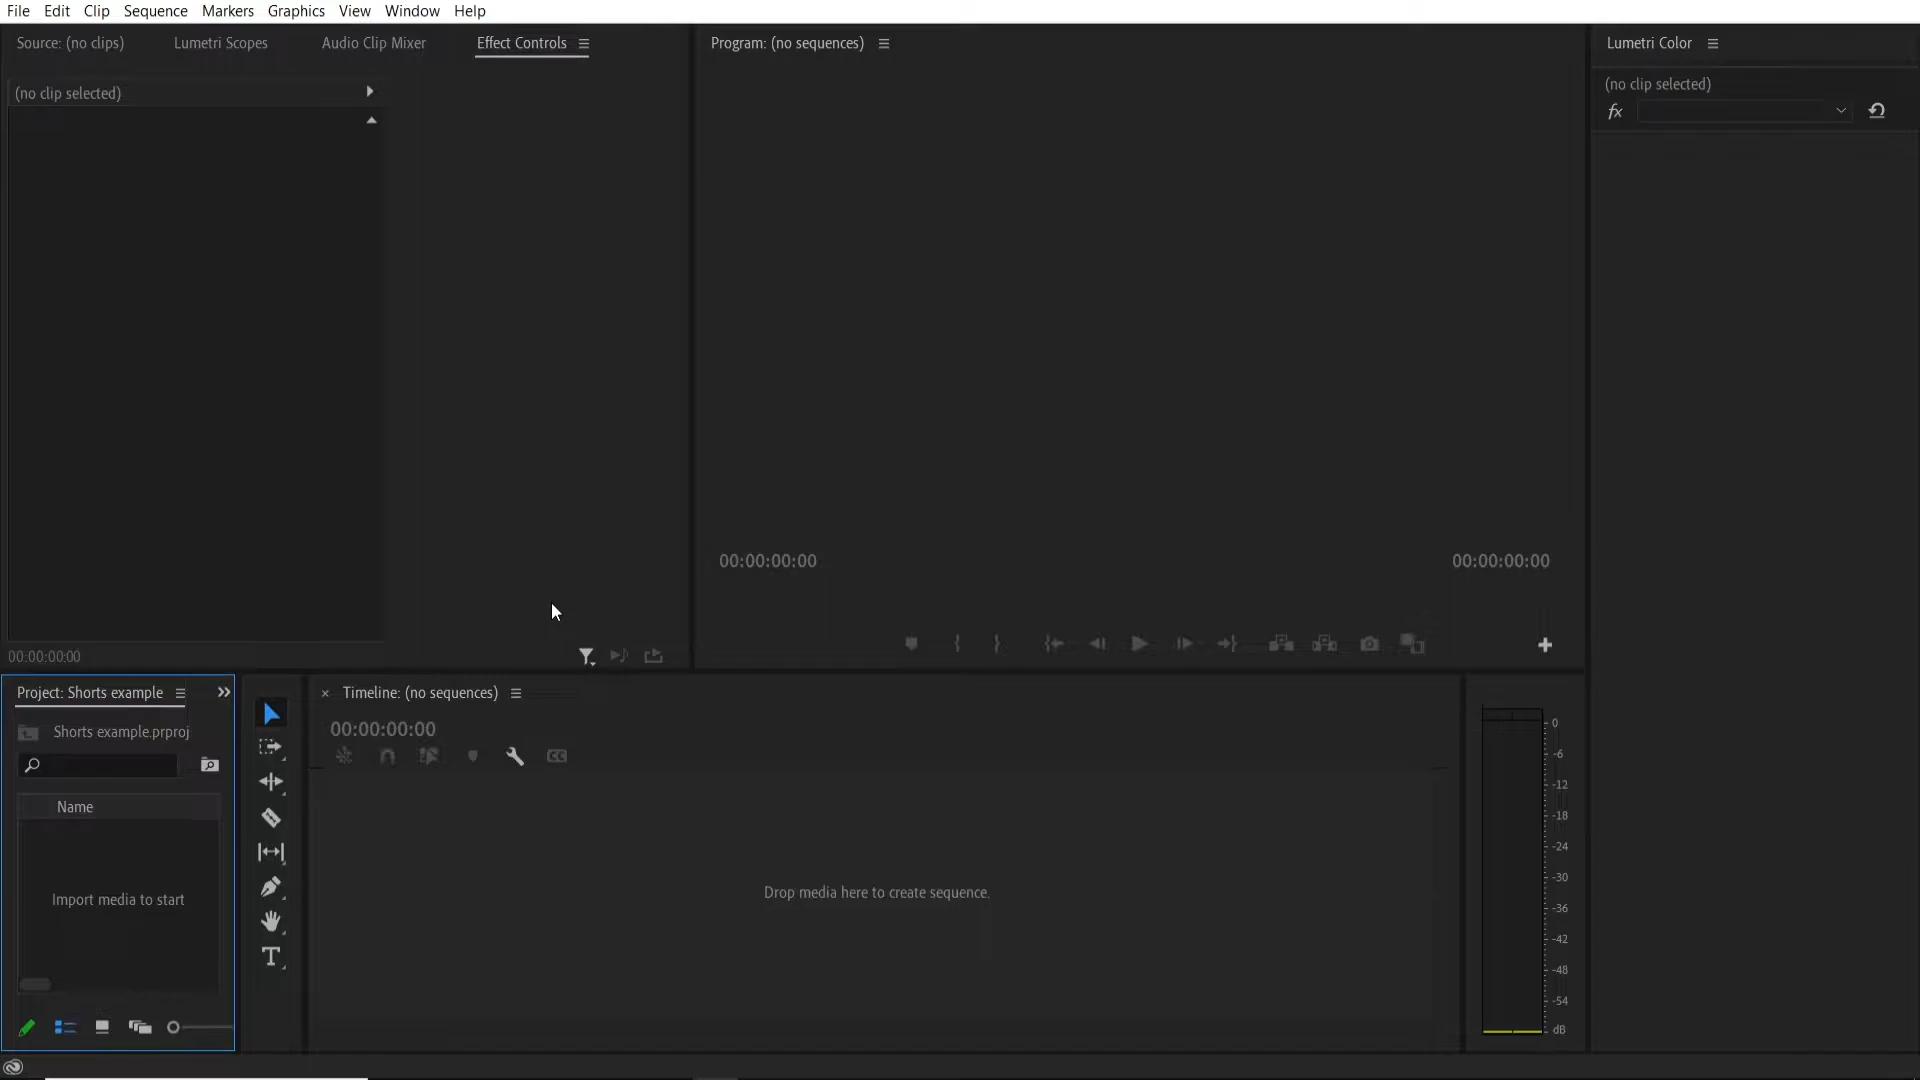 File Edit Clip Sequence Markers Graphics View Window Help
Source: (no clips) Lumetri Scopes Audio Clip Mixer Effect Controls
(no clip selected)
00:00:00:00
Program: (no sequences)
00:00:00:00 00:00:00:00
Lumetri Color
(no clip selected)
fx
Project: Shorts example
Shorts example.prproj
Name
Import media to start
T
× Timeline: (no sequences)
00:00:00:00
CC
Drop media here to create sequence.
0
-6
-12
-18
-24
-30
-36
-42
-48
-54
dB